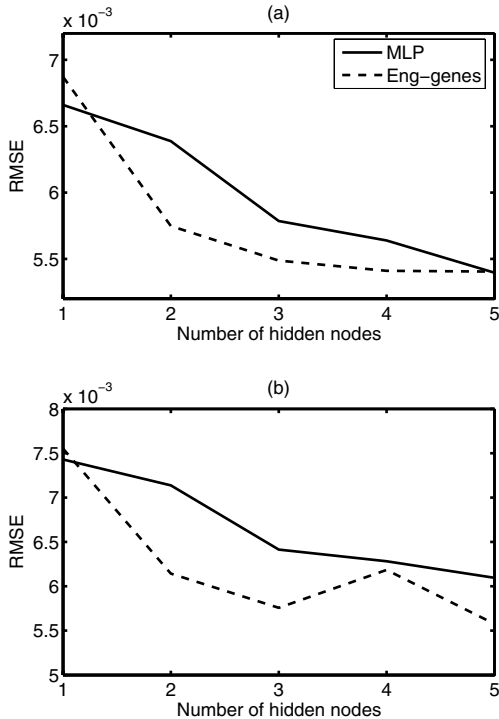 (a)
x 10⁻³
7
6.5
6
5.5
RMSE
MLP
Eng−genes
1 2 3 4 5
Number of hidden nodes
(b)
x 10⁻³
8
7.5
7
6.5
6
5.5
5
RMSE
1 2 3 4 5
Number of hidden nodes